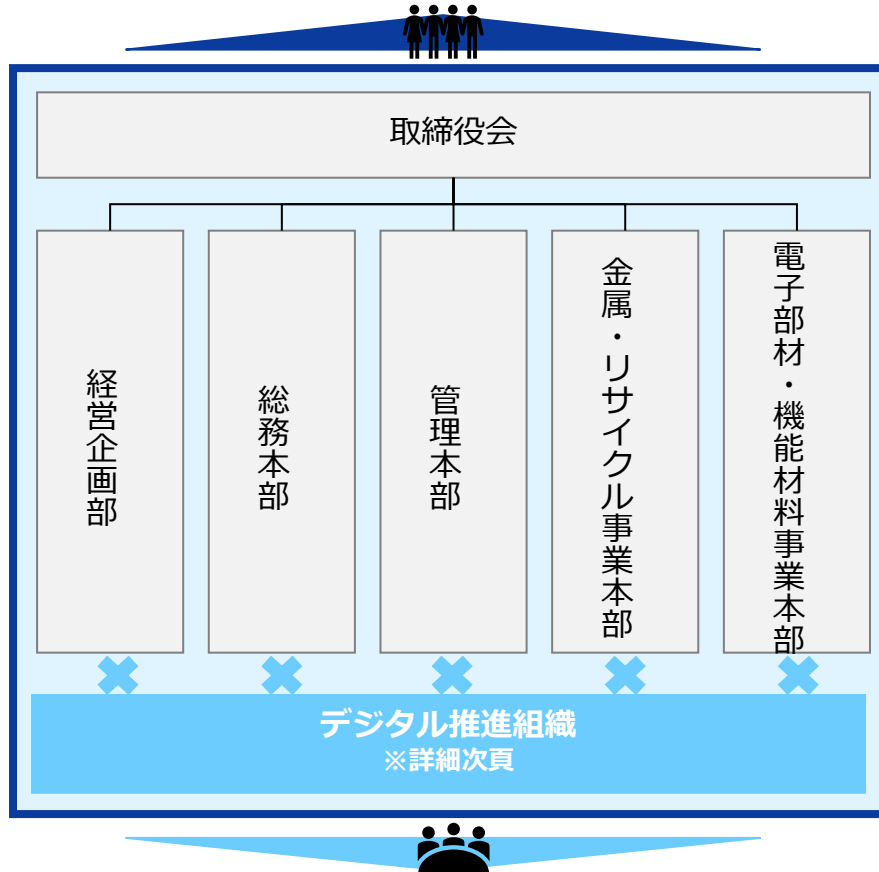 取締役会
経営企画部
総務本部
管理本部
金属・リサイクル事業本部
電子部材・機能材料事業本部
デジタル推進組織
※詳細次頁